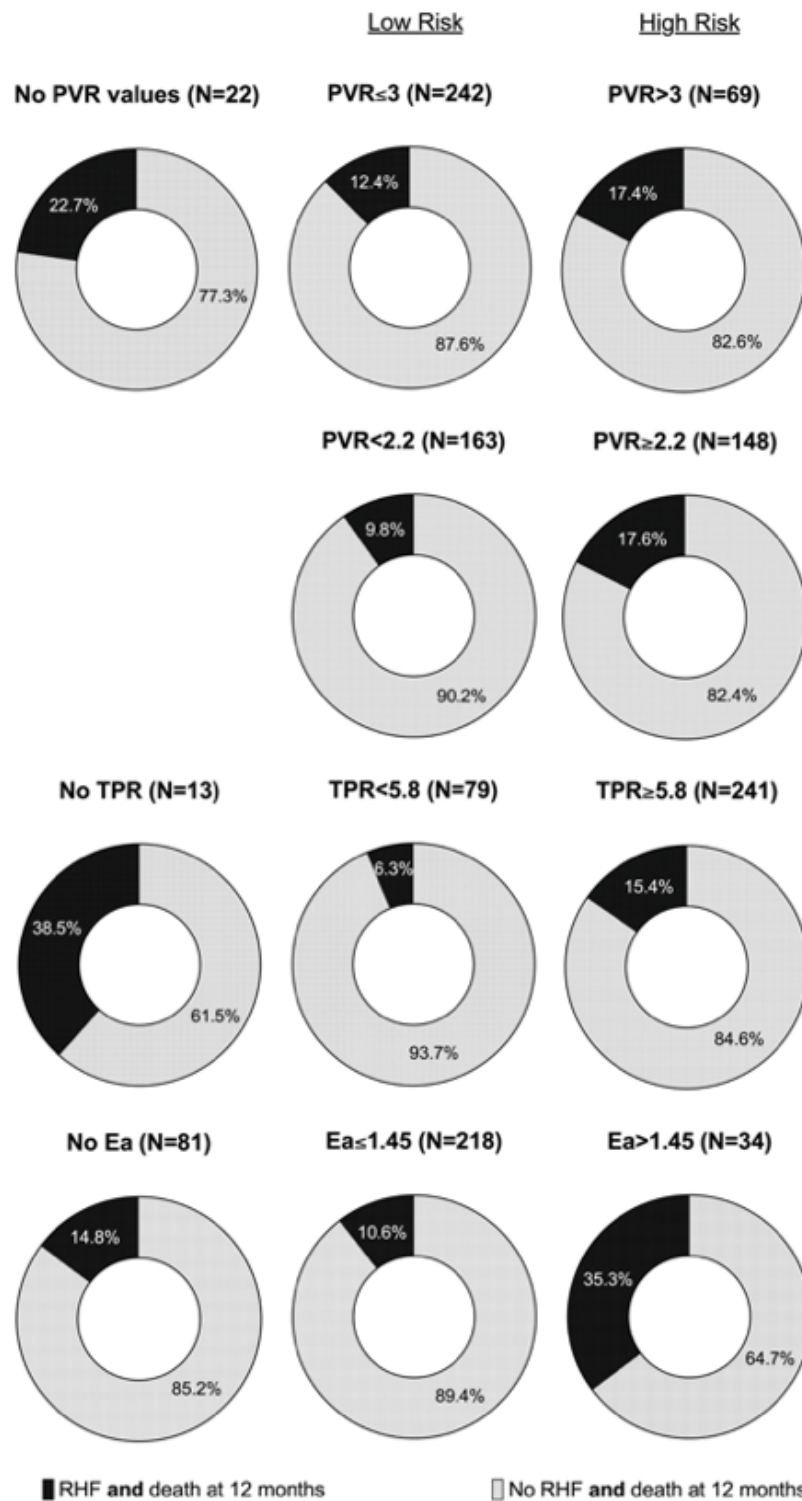 Low Risk High Risk
No PVR values (N=22) PVR≤3 (N=242) PVR>3 (N=69)
22.7% 12.4% 17.4%
77.3% 87.6% 82.6%
PVR<2.2 (N=163) PVR≥2.2 (N=148)
9.8% 17.6%
90.2% 82.4%
No TPR (N=13) TPR<5.8 (N=79) TPR≥5.8 (N=241)
38.5% 6.3% 15.4%
61.5% 93.7% 84.6%
No Ea (N=81) Ea≤1.45 (N=218) Ea>1.45 (N=34)
14.8% 10.6% 35.3%
85.2% 89.4% 64.7%
RHF and death at 12 months No RHF and death at 12 months